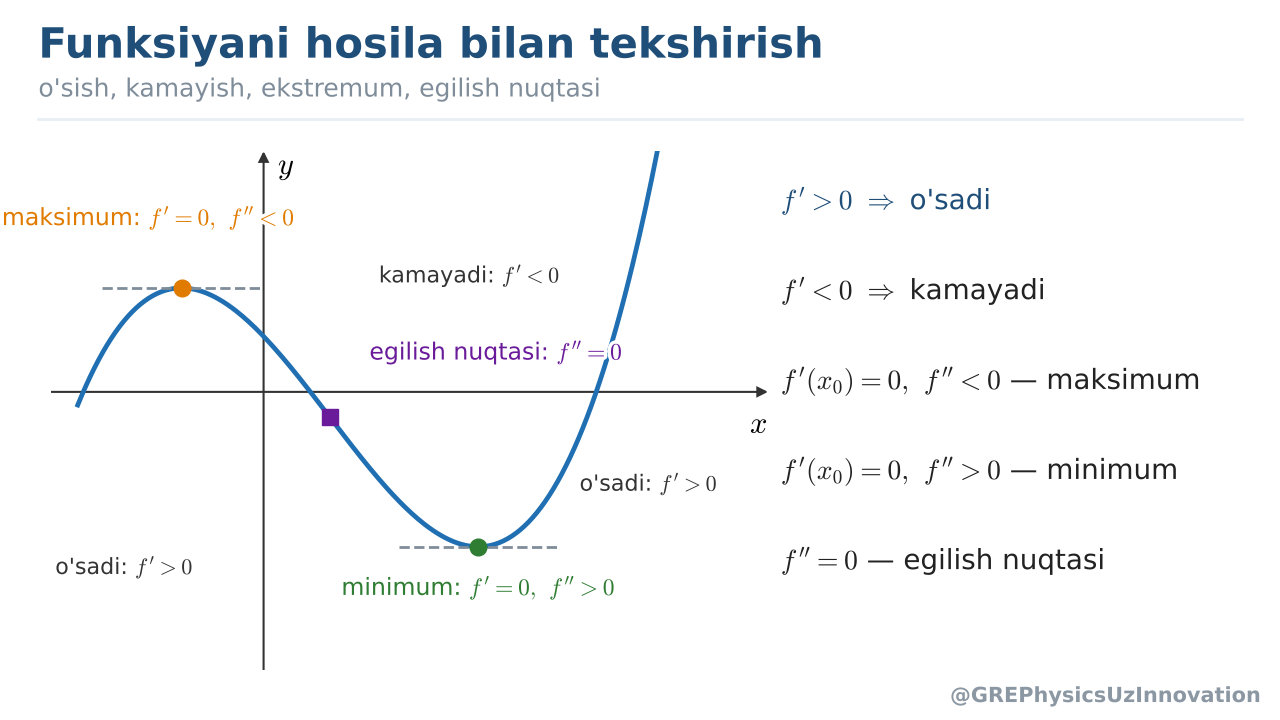 Funksiyani hosila bilan tekshirish
o'sish, kamayish, ekstremum, egilish nuqtasi
y
maksimum: f′ = 0, f″ < 0
kamayadi: f′ < 0
egilish nuqtasi: f″ = 0
x
o'sadi: f′ > 0
o'sadi: f′ > 0
minimum: f′ = 0, f″ > 0
f′ > 0 ⇒ o'sadi
f′ < 0 ⇒ kamayadi
f′(x₀) = 0, f″ < 0 — maksimum
f′(x₀) = 0, f″ > 0 — minimum
f″ = 0 — egilish nuqtasi
@GREPhysicsUzInnovation